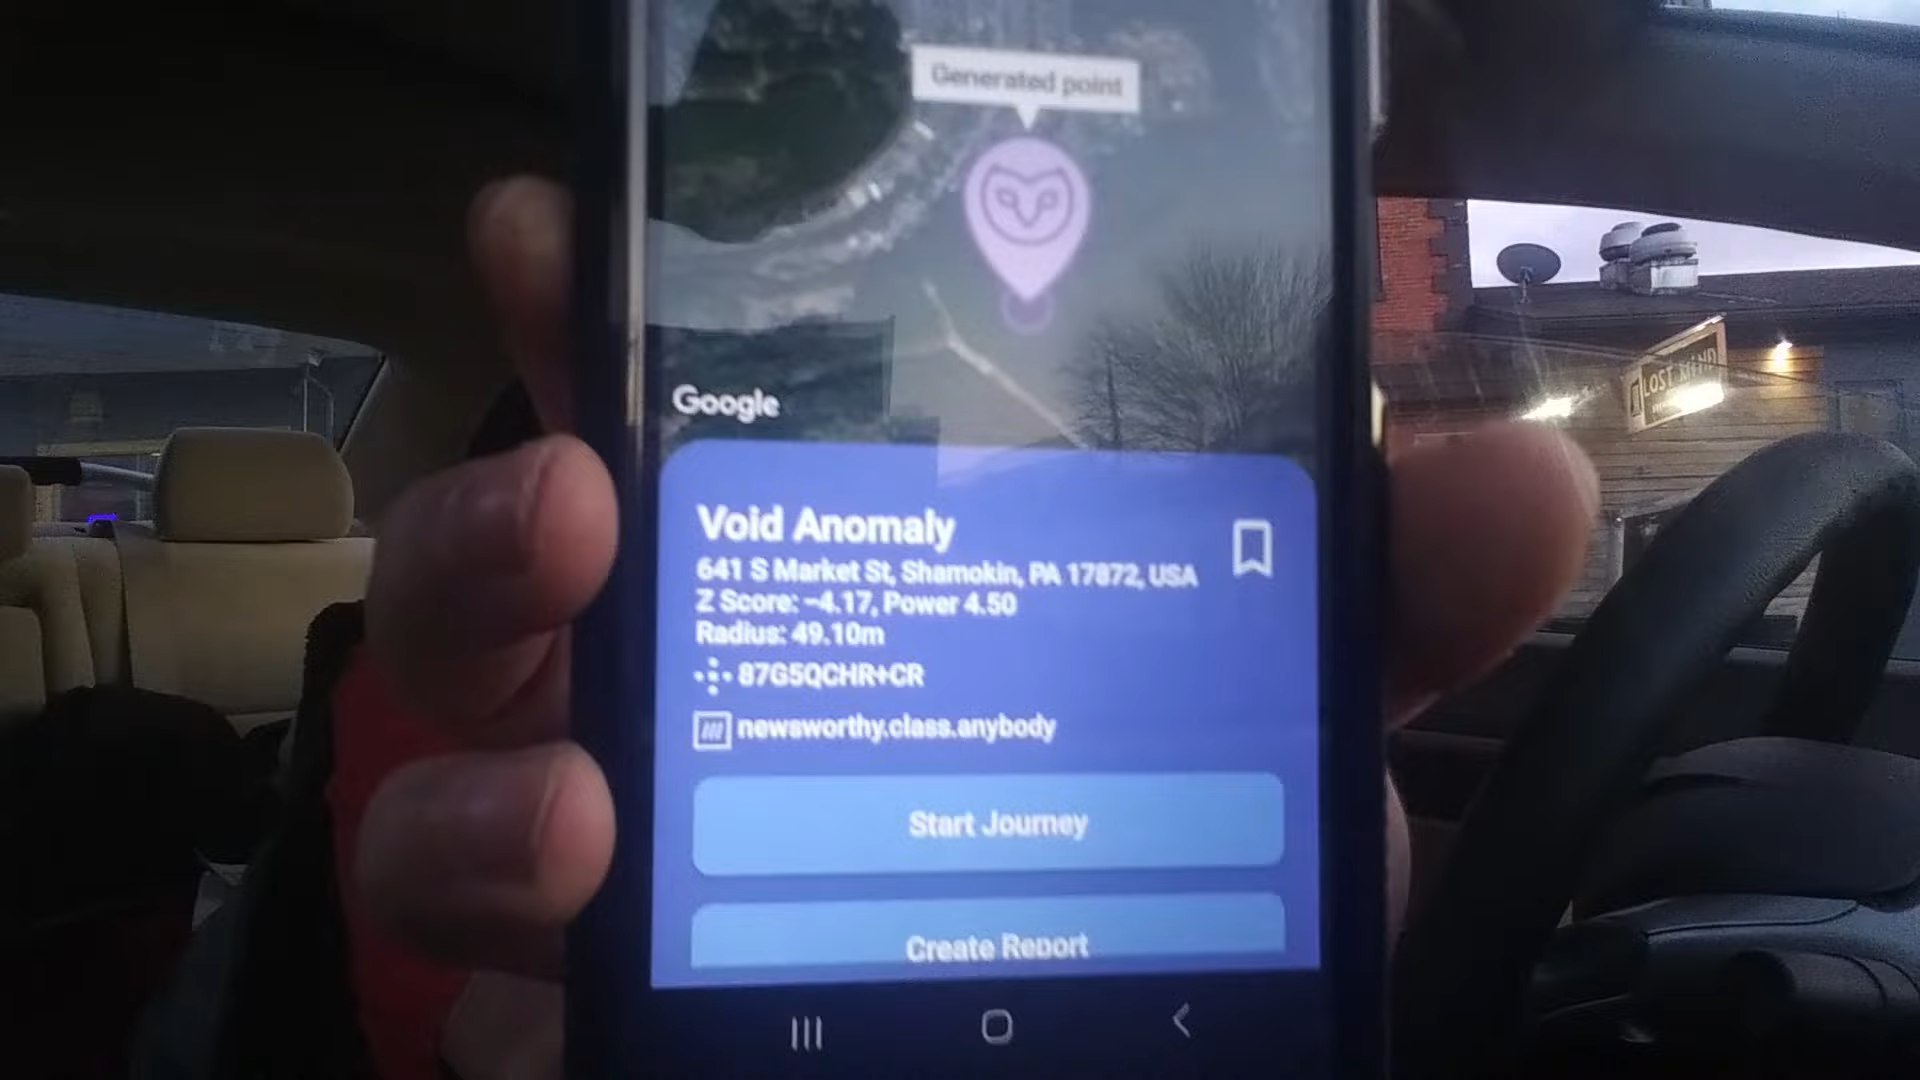 Generated point
Google
Void Anomaly
641 S Market St, Shamokin, PA 17872, USA
Z Score: -4.17, Power 4.50
Radius: 49.10m
87G5QCHR+CR
newsworthy.class.anybody
Start Journey
Create Report
LOST MIND